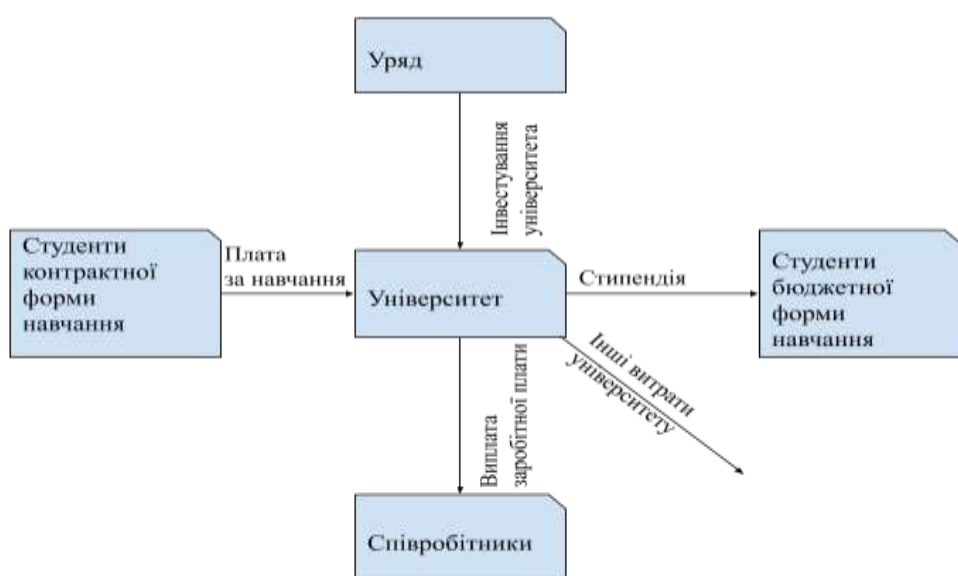 Уряд
Інвестування
університета
Студенти
контрактної
форми
навчання
Плата
за навчання
Університет
Стипендія
Студенти
бюджетної
форми
навчання
Інші витрати
університету
Виплата
заробітної плати
Співробітники